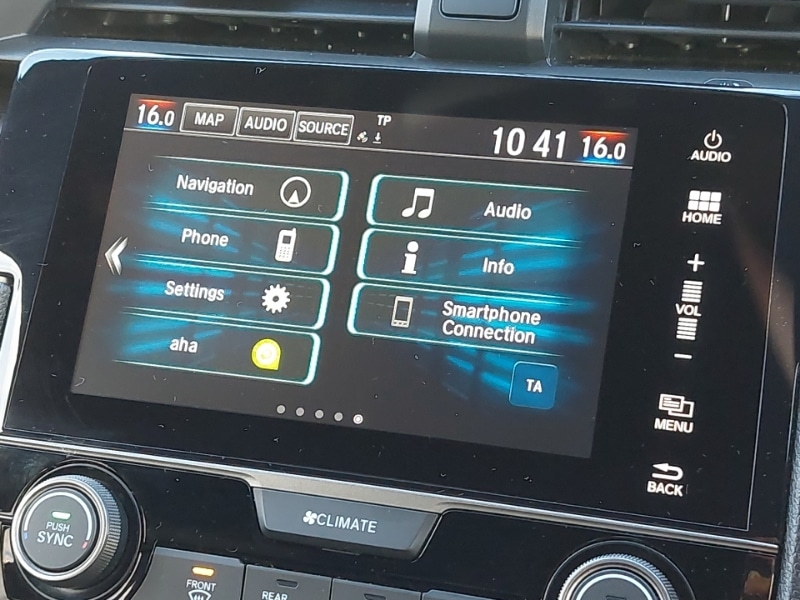 16.0 MAP AUDIO SOURCE TP 10 41 16.0
AUDIO
Navigation
Audio
HOME
Phone
Info
+
VOL
−
Settings
Smartphone
Connection
aha
TA
MENU
BACK
PUSH
SYNC
CLIMATE
FRONT
REAR